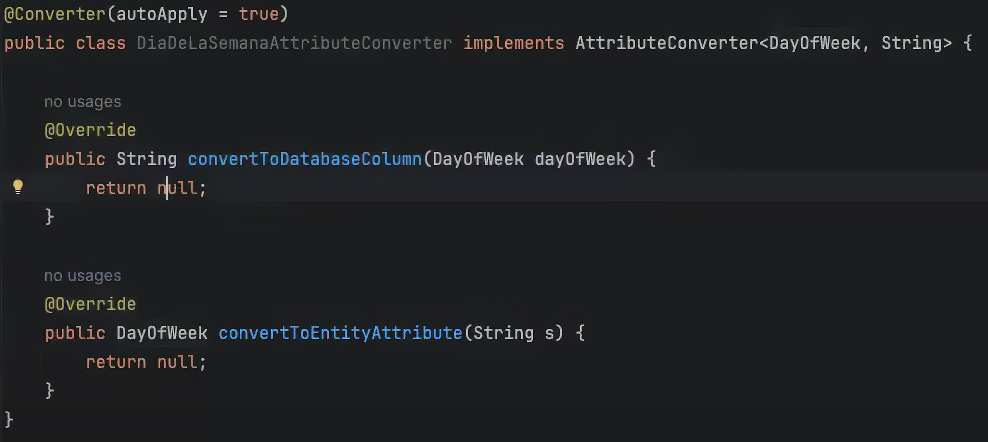 @Converter(autoApply = true)
public class DiaDeLaSemanaAttributeConverter implements AttributeConverter<DayOfWeek, String> {
no usages
@Override
public String convertToDatabaseColumn(DayOfWeek dayOfWeek) {
return null;
}
no usages
@Override
public DayOfWeek convertToEntityAttribute(String s) {
return null;
}
}